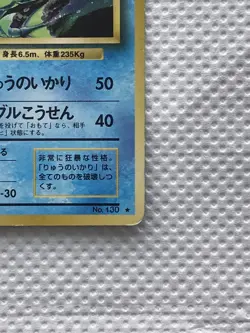 身長6.5m、体重235Kg
ゅうのいかり 50
ブルこうせん 40
を投げて「おもて」なら、相手
」状態にする。
る
非常に狂暴な性格。
「りゅうのいかり」は、
全てのものを破壊しつ
くす。
-30
No.130 ★